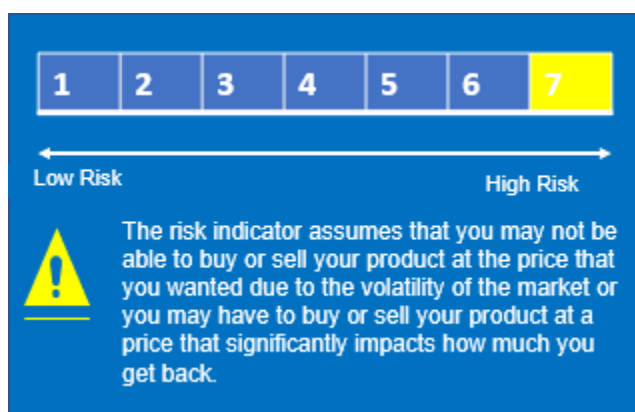 1 2 3 4 5 6 7
Low Risk High Risk
The risk indicator assumes that you may not be
able to buy or sell your product at the price that
you wanted due to the volatility of the market or
you may have to buy or sell your product at a
price that significantly impacts how much you
get back.